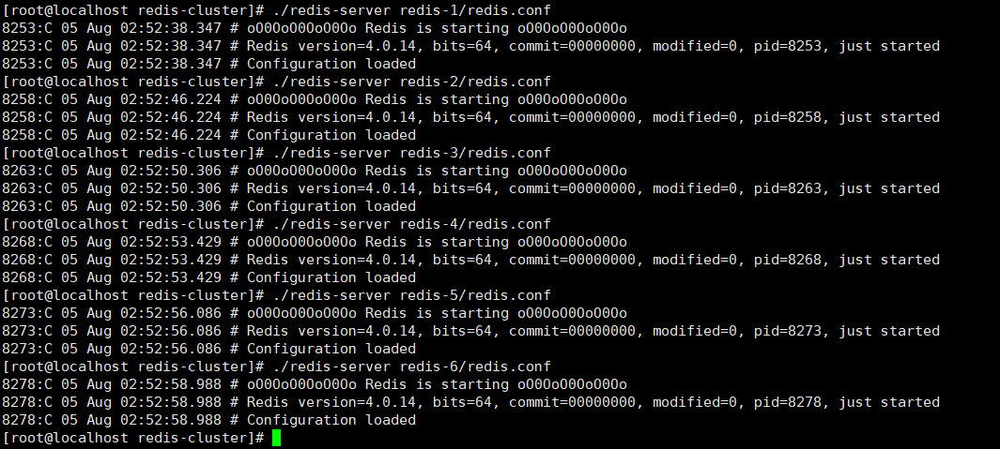 [root@localhost redis-cluster]# ./redis-server redis-1/redis.conf
8253:C 05 Aug 02:52:38.347 # oO0OoO0OoO0Oo Redis is starting oO0OoO0OoO0Oo
8253:C 05 Aug 02:52:38.347 # Redis version=4.0.14, bits=64, commit=00000000, modified=0, pid=8253, just started
8253:C 05 Aug 02:52:38.347 # Configuration loaded
[root@localhost redis-cluster]# ./redis-server redis-2/redis.conf
8258:C 05 Aug 02:52:46.224 # oO0OoO0OoO0Oo Redis is starting oO0OoO0OoO0Oo
8258:C 05 Aug 02:52:46.224 # Redis version=4.0.14, bits=64, commit=00000000, modified=0, pid=8258, just started
8258:C 05 Aug 02:52:46.224 # Configuration loaded
[root@localhost redis-cluster]# ./redis-server redis-3/redis.conf
8263:C 05 Aug 02:52:50.306 # oO0OoO0OoO0Oo Redis is starting oO0OoO0OoO0Oo
8263:C 05 Aug 02:52:50.306 # Redis version=4.0.14, bits=64, commit=00000000, modified=0, pid=8263, just started
8263:C 05 Aug 02:52:50.306 # Configuration loaded
[root@localhost redis-cluster]# ./redis-server redis-4/redis.conf
8268:C 05 Aug 02:52:53.429 # oO0OoO0OoO0Oo Redis is starting oO0OoO0OoO0Oo
8268:C 05 Aug 02:52:53.429 # Redis version=4.0.14, bits=64, commit=00000000, modified=0, pid=8268, just started
8268:C 05 Aug 02:52:53.429 # Configuration loaded
[root@localhost redis-cluster]# ./redis-server redis-5/redis.conf
8273:C 05 Aug 02:52:56.086 # oO0OoO0OoO0Oo Redis is starting oO0OoO0OoO0Oo
8273:C 05 Aug 02:52:56.086 # Redis version=4.0.14, bits=64, commit=00000000, modified=0, pid=8273, just started
8273:C 05 Aug 02:52:56.086 # Configuration loaded
[root@localhost redis-cluster]# ./redis-server redis-6/redis.conf
8278:C 05 Aug 02:52:58.988 # oO0OoO0OoO0Oo Redis is starting oO0OoO0OoO0Oo
8278:C 05 Aug 02:52:58.988 # Redis version=4.0.14, bits=64, commit=00000000, modified=0, pid=8278, just started
8278:C 05 Aug 02:52:58.988 # Configuration loaded
[root@localhost redis-cluster]#